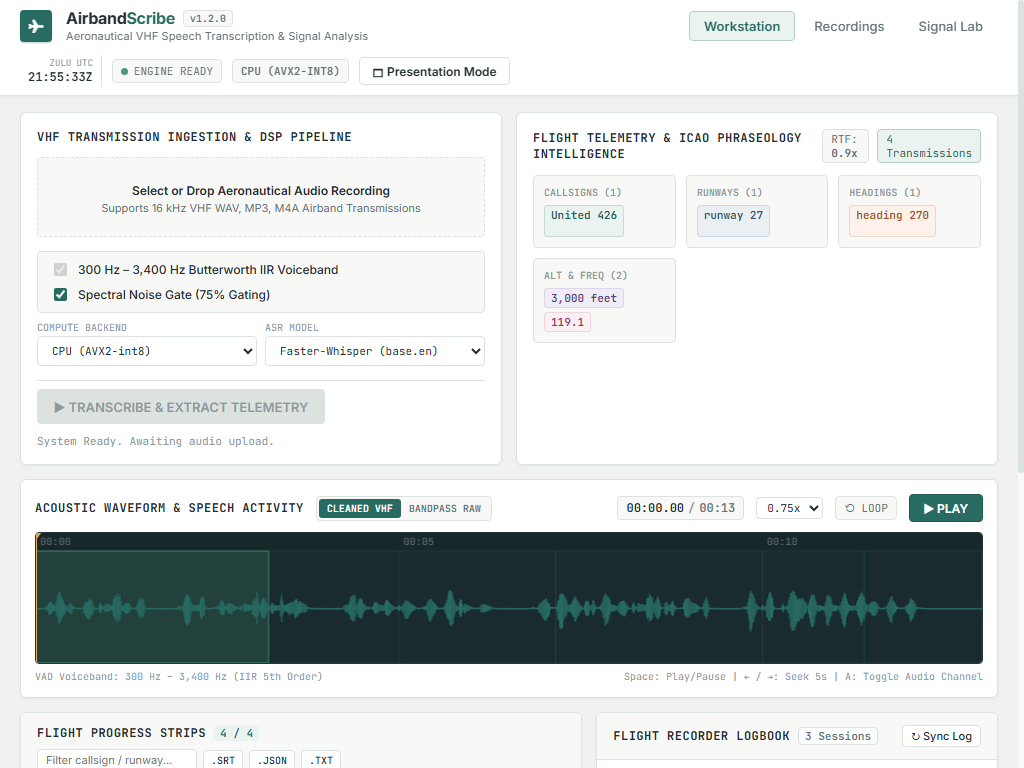 AirbandScribe v1.2.0
Aeronautical VHF Speech Transcription & Signal Analysis
Workstation
Recordings
Signal Lab
ZULU UTC
21:55:33Z
ENGINE READY
CPU (AVX2-INT8)
Presentation Mode
VHF TRANSMISSION INGESTION & DSP PIPELINE
Select or Drop Aeronautical Audio Recording
Supports 16 kHz VHF WAV, MP3, M4A Airband Transmissions
300 Hz – 3,400 Hz Butterworth IIR Voiceband
Spectral Noise Gate (75% Gating)
COMPUTE BACKEND
ASR MODEL
CPU (AVX2-int8)
Faster-Whisper (base.en)
▶ TRANSCRIBE & EXTRACT TELEMETRY
System Ready. Awaiting audio upload.
FLIGHT TELEMETRY & ICAO PHRASEOLOGY
INTELLIGENCE
RTF:
0.9x
4
Transmissions
CALLSIGNS (1)
United 426
RUNWAYS (1)
runway 27
HEADINGS (1)
heading 270
ALT & FREQ (2)
3,000 feet
119.1
ACOUSTIC WAVEFORM & SPEECH ACTIVITY
CLEANED VHF
BANDPASS RAW
00:00.00 / 00:13
0.75x
LOOP
▶ PLAY
00:00
00:05
00:10
VAD Voiceband: 300 Hz – 3,400 Hz (IIR 5th Order)
Space: Play/Pause | ← / →: Seek 5s | A: Toggle Audio Channel
FLIGHT PROGRESS STRIPS 4 / 4
Filter callsign / runway...
.SRT
.JSON
.TXT
FLIGHT RECORDER LOGBOOK
3 Sessions
↻ Sync Log